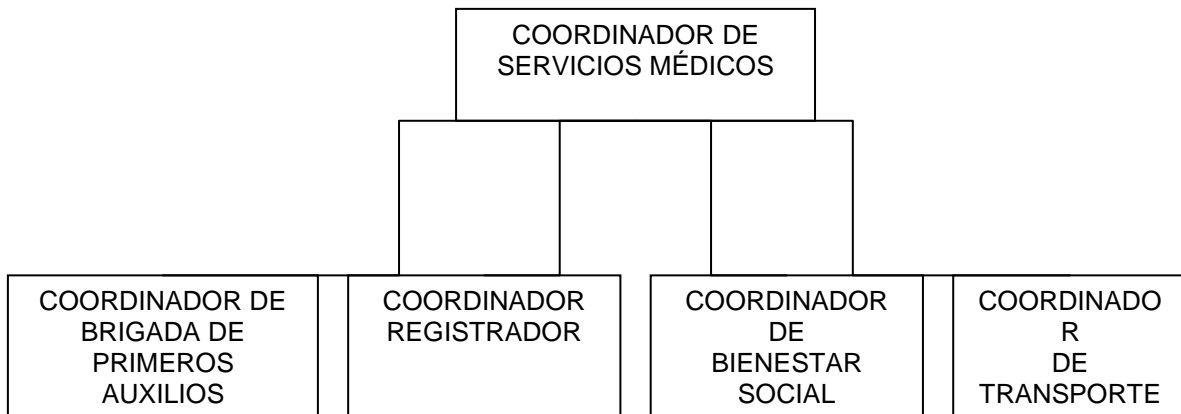 COORDINADOR DE
SERVICIOS MÉDICOS
COORDINADOR DE
BRIGADA DE
PRIMEROS
AUXILIOS
COORDINADOR
REGISTRADOR
COORDINADOR
DE
BIENESTAR
SOCIAL
COORDINADO
R
DE
TRANSPORTE